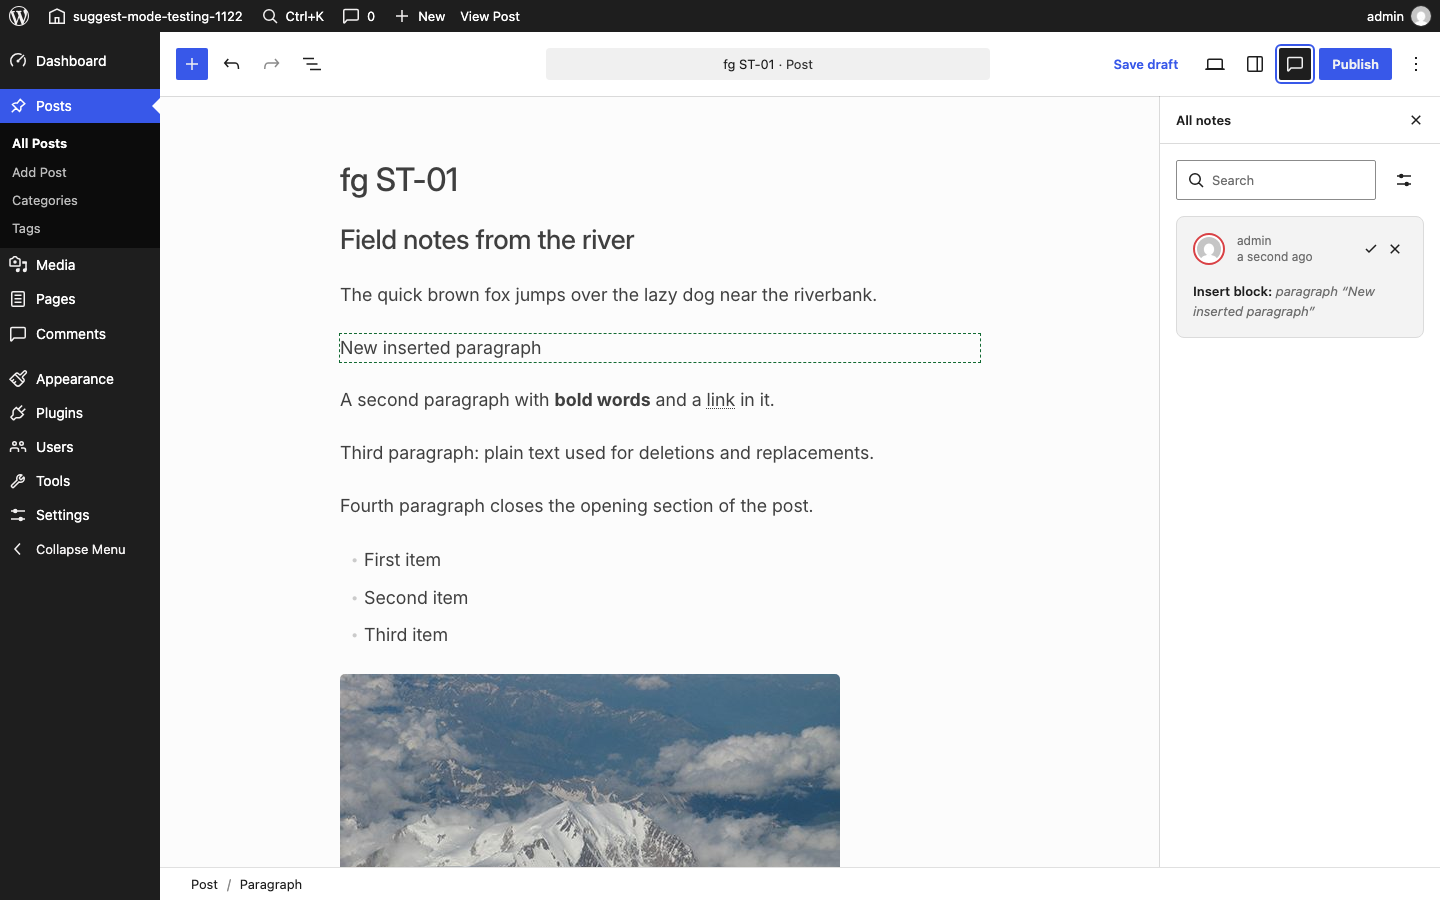 suggest-mode-testing-1122
Ctrl+K
0
New
View Post
admin
Dashboard
Posts
All Posts
Add Post
Categories
Tags
Media
Pages
Comments
Appearance
Plugins
Users
Tools
Settings
Collapse Menu
fg ST-01 · Post
Save draft
Publish
fg ST-01
Field notes from the river
The quick brown fox jumps over the lazy dog near the riverbank.
New inserted paragraph
A second paragraph with bold words and a link in it.
Third paragraph: plain text used for deletions and replacements.
Fourth paragraph closes the opening section of the post.
• First item
• Second item
• Third item
All notes
Search
admin
a second ago
Insert block: paragraph “New
inserted paragraph”
Post / Paragraph